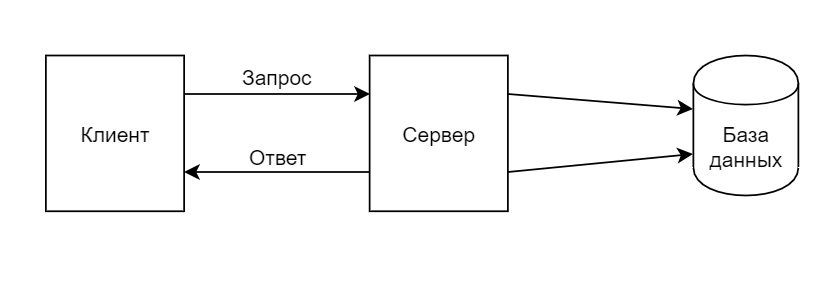 Запрос
Клиент
Сервер
База
данных
Ответ